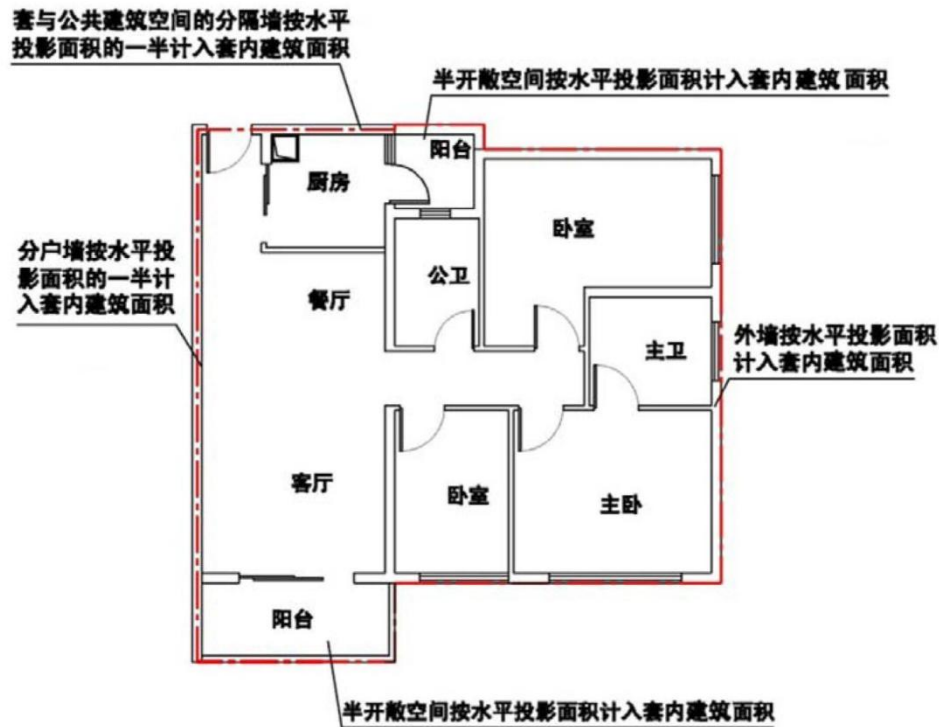 套与公共建筑空间的分隔墙按水平
投影面积的一半计入套内建筑面积
半开敞空间按水平投影面积计入套内建筑面积
阳台
厨房
卧室
分户墙按水平投
影面积的一半计
入套内建筑面积
公卫
餐厅
主卫
外墙按水平投影面积
计入套内建筑面积
客厅
卧室
主卧
阳台
半开敞空间按水平投影面积计入套内建筑面积